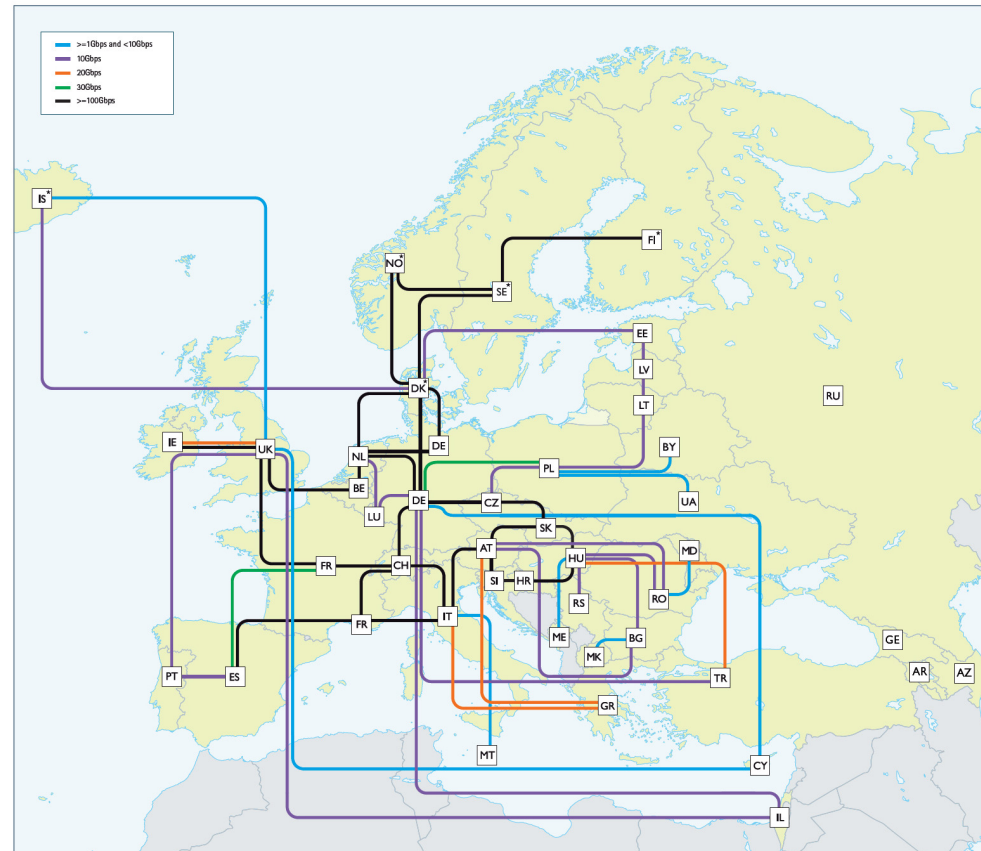 >=1Gbps and <10Gbps
10Gbps
20Gbps
30Gbps
>=100Gbps
IS*
FI*
NO*
SE*
EE
LV
DK*
RU
LT
IE
UK
DE
BY
NL
PL
BE
DE
CZ
UA
LU
SK
AT
MD
HU
FR
CH
SI
HR
RS
RO
IT
FR
ME
BG
GE
MK
PT
ES
TR
AR
AZ
GR
MT
CY
IL